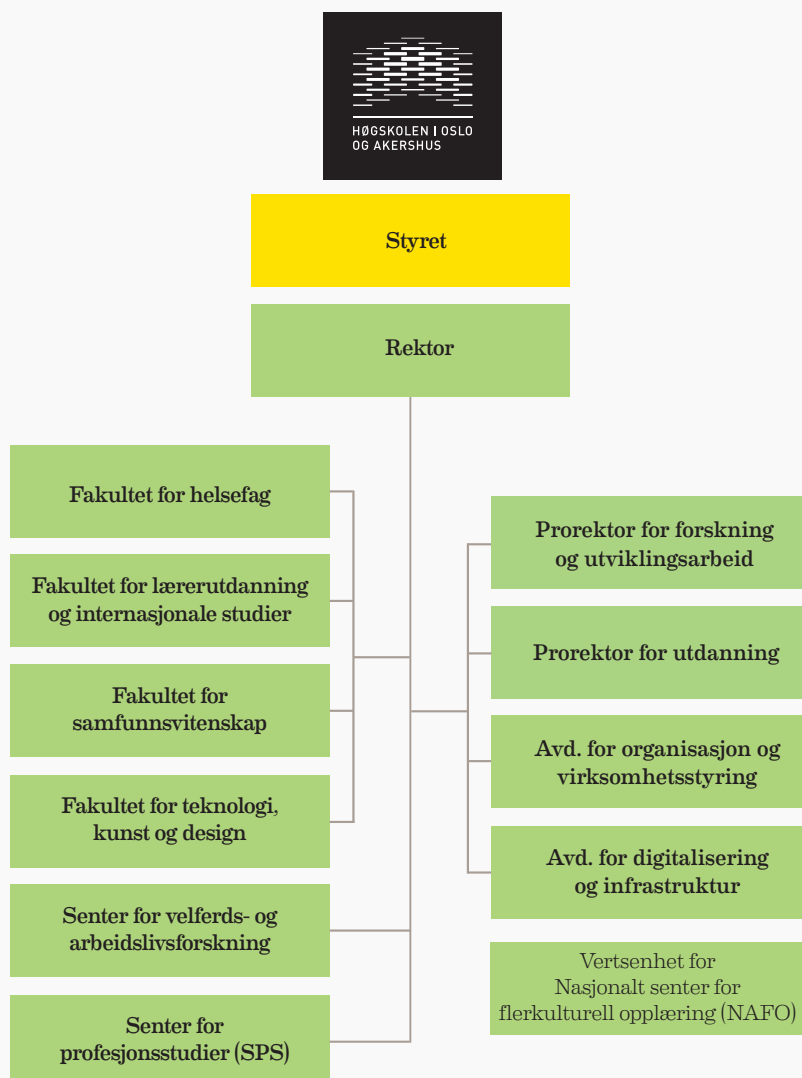 HØGSKOLEN I OSLO
OG AKERSHUS
Styret
Rektor
Fakultet for helsefag
Fakultet for lærerutdanning
og internasjonale studier
Fakultet for
samfunnsvitenskap
Fakultet for teknologi,
kunst og design
Senter for velferds- og
arbeidslivsforskning
Senter for
profesjonsstudier (SPS)
Prorektor for forskning
og utviklingsarbeid
Prorektor for utdanning
Avd. for organisasjon og
virksomhetsstyring
Avd. for digitalisering
og infrastruktur
Vertsenhet for
Nasjonalt senter for
flerkulturell opplæring (NAFO)